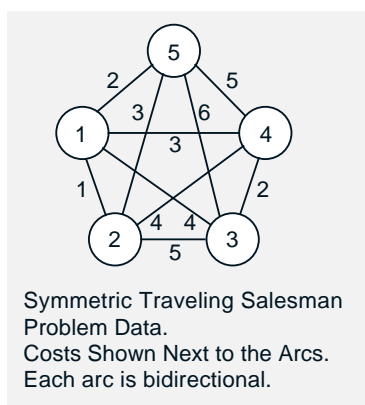 5
2 5
3 6
1 4
3
1 2
4 4
2 3
5
Symmetric Traveling Salesman
Problem Data.
Costs Shown Next to the Arcs.
Each arc is bidirectional.